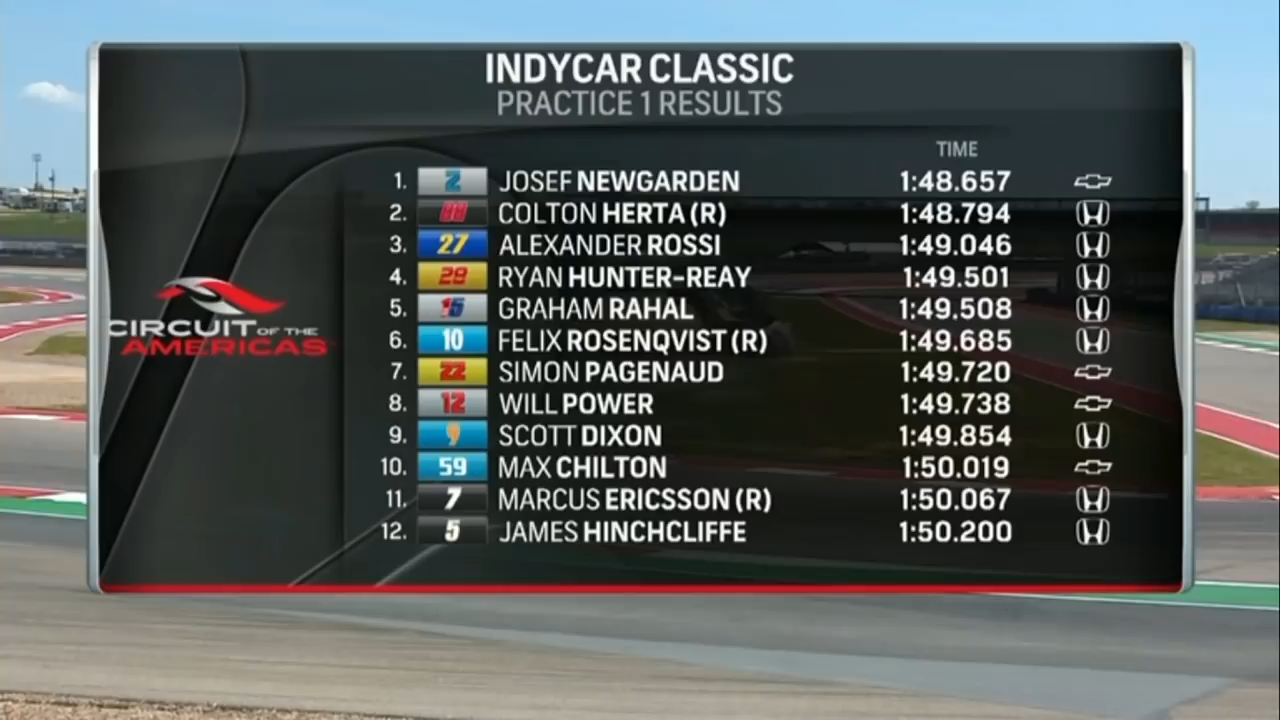 INDYCAR CLASSIC
PRACTICE 1 RESULTS
TIME
1. 2 JOSEF NEWGARDEN 1:48.657
2. 88 COLTON HERTA (R) 1:48.794
3. 27 ALEXANDER ROSSI 1:49.046
4. 28 RYAN HUNTER-REAY 1:49.501
5. 15 GRAHAM RAHAL 1:49.508
6. 10 FELIX ROSENQVIST (R) 1:49.685
7. 22 SIMON PAGENAUD 1:49.720
8. 12 WILL POWER 1:49.738
9. 9 SCOTT DIXON 1:49.854
10. 59 MAX CHILTON 1:50.019
11. 7 MARCUS ERICSSON (R) 1:50.067
12. 5 JAMES HINCHCLIFFE 1:50.200
CIRCUIT OF THE
AMERICAS